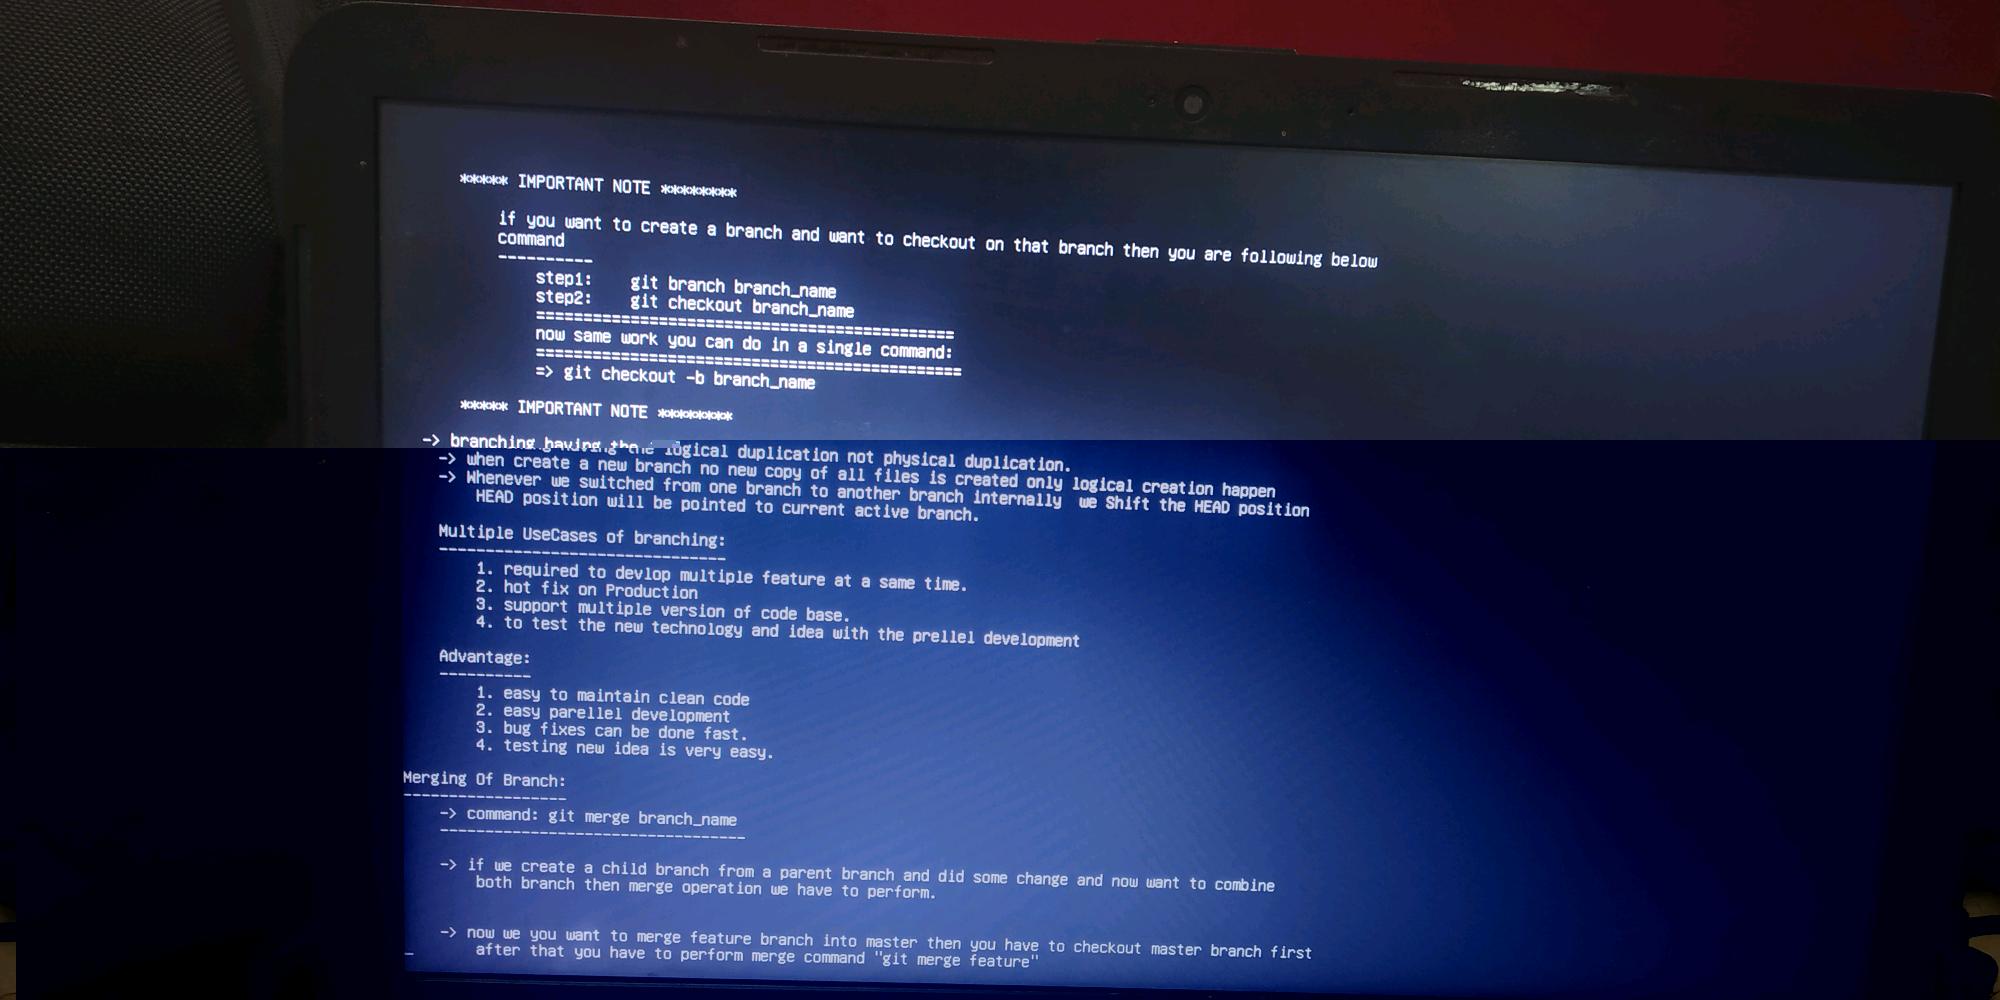 ***** IMPORTANT NOTE ********
if you want to create a branch and want to checkout on that branch then you are following below
command
----------
step1: git branch branch_name
step2: git checkout branch_name
=============================================
now same work you can do in a single command:
==============================================
=> git checkout -b branch_name
***** IMPORTANT NOTE ********
-> branching having the logical duplication not physical duplication.
-> when create a new branch no new copy of all files is created only logical creation happen
-> Whenever we switched from one branch to another branch internally we Shift the HEAD position
HEAD position will be pointed to current active branch.
Multiple UseCases of branching:
-------------------------------
1. required to devlop multiple feature at a same time.
2. hot fix on Production
3. support multiple version of code base.
4. to test the new technology and idea with the prellel development
Advantage:
----------
1. easy to maintain clean code
2. easy parellel development
3. bug fixes can be done fast.
4. testing new idea is very easy.
Merging Of Branch:
------------------
-> command: git merge branch_name
---------------------------------
-> if we create a child branch from a parent branch and did some change and now want to combine
both branch then merge operation we have to perform.
-> now we you want to merge feature branch into master then you have to checkout master branch first
after that you have to perform merge command "git merge feature"